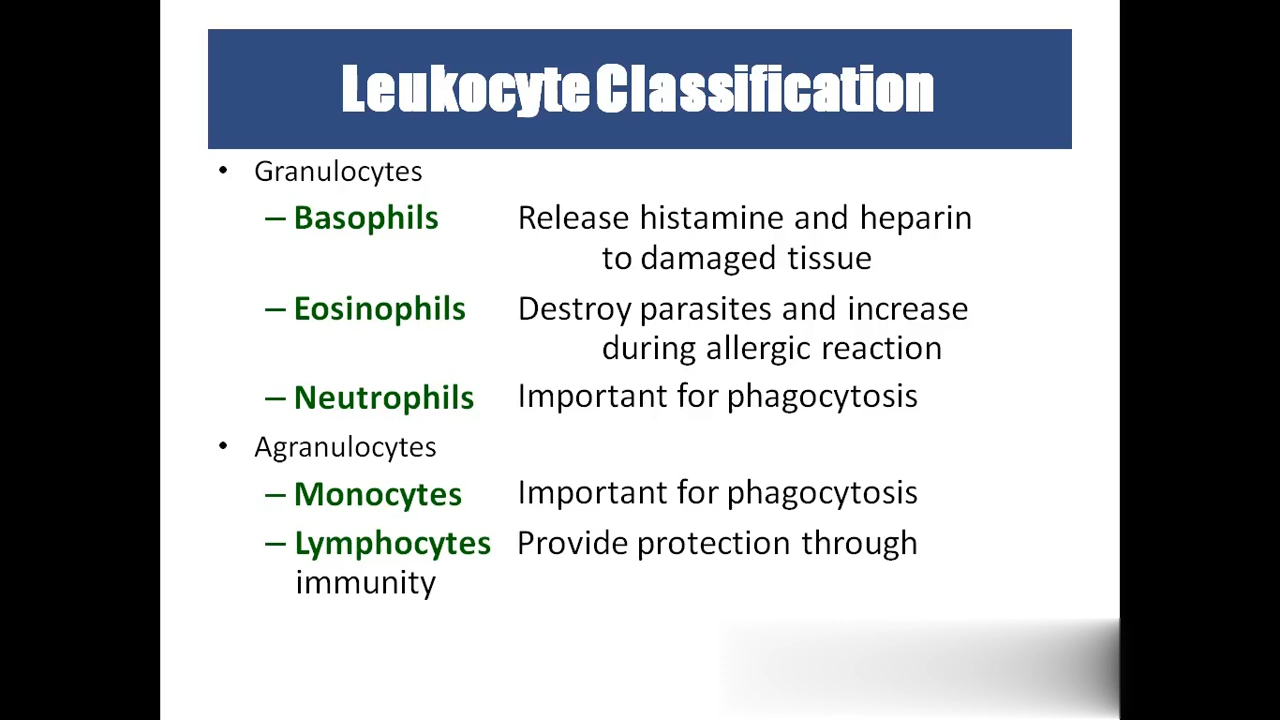 Leukocyte Classification
• Granulocytes
– Basophils Release histamine and heparin
to damaged tissue
– Eosinophils Destroy parasites and increase
during allergic reaction
– Neutrophils Important for phagocytosis
• Agranulocytes
– Monocytes Important for phagocytosis
– Lymphocytes Provide protection through
immunity